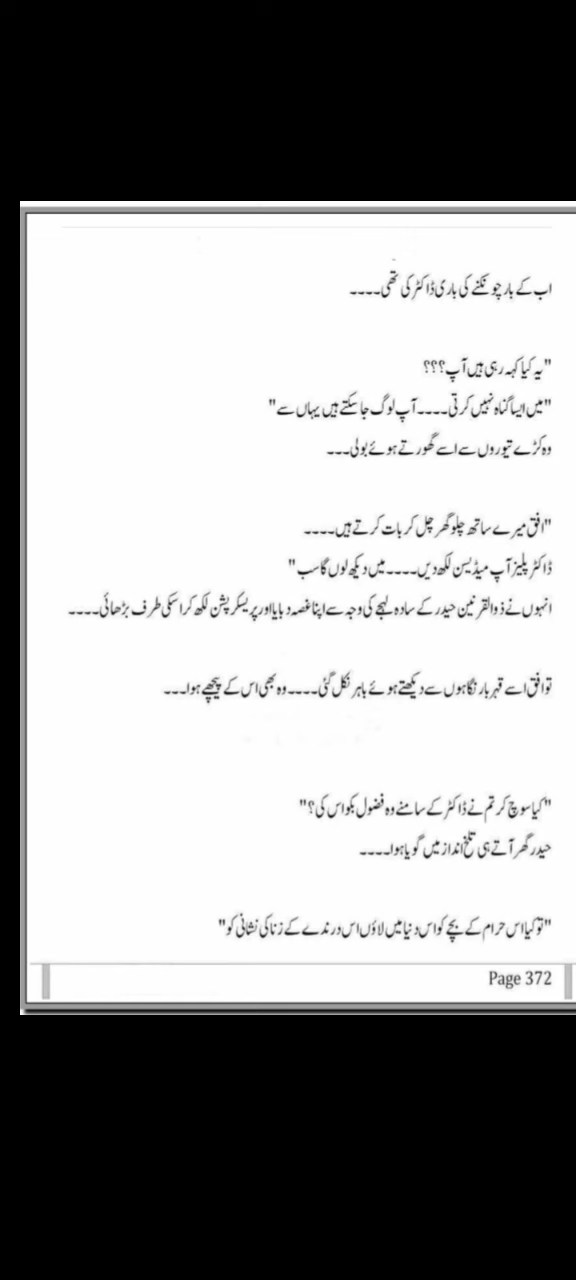 اب کے بار چونکنے کی باری ڈاکٹر کی تھی۔۔۔۔
"یہ کیا کہہ رہی ہیں آپ؟؟؟
"میں ایسا گناہ نہیں کرتی۔۔۔۔آپ لوگ جا سکتے ہیں یہاں سے"
وہ کڑے تیوروں سے اسے گھورتے ہوئے بولی۔۔۔
"افق میرے ساتھ چلو گھر چل کر بات کرتے ہیں۔۔۔۔
ڈاکٹر پلیز آپ میڈیسن لکھ دیں۔۔۔۔میں دیکھ لوں گا سب"
انہوں نے ذوالقرنین حیدر کے سادہ لہجے کی وجہ سے اپنا غصہ دبایا اور پریسکرپشن لکھ کر اسکی طرف بڑھائی۔۔۔۔
تو افق اسے قہر بار نگاہوں سے دیکھتے ہوئے باہر نکل گئی۔۔۔۔وہ بھی اس کے پیچھے ہوا۔۔۔
"کیا سوچ کر تم نے ڈاکٹر کے سامنے وہ فضول بکواس کی؟"
حیدر گھر آتے ہی تلخ انداز میں گویا ہوا۔۔۔۔
"تو کیا اس حرام کے بچے کو اس دنیا میں لاؤں اس درندے کے زنا کی نشانی کو"
Page 372